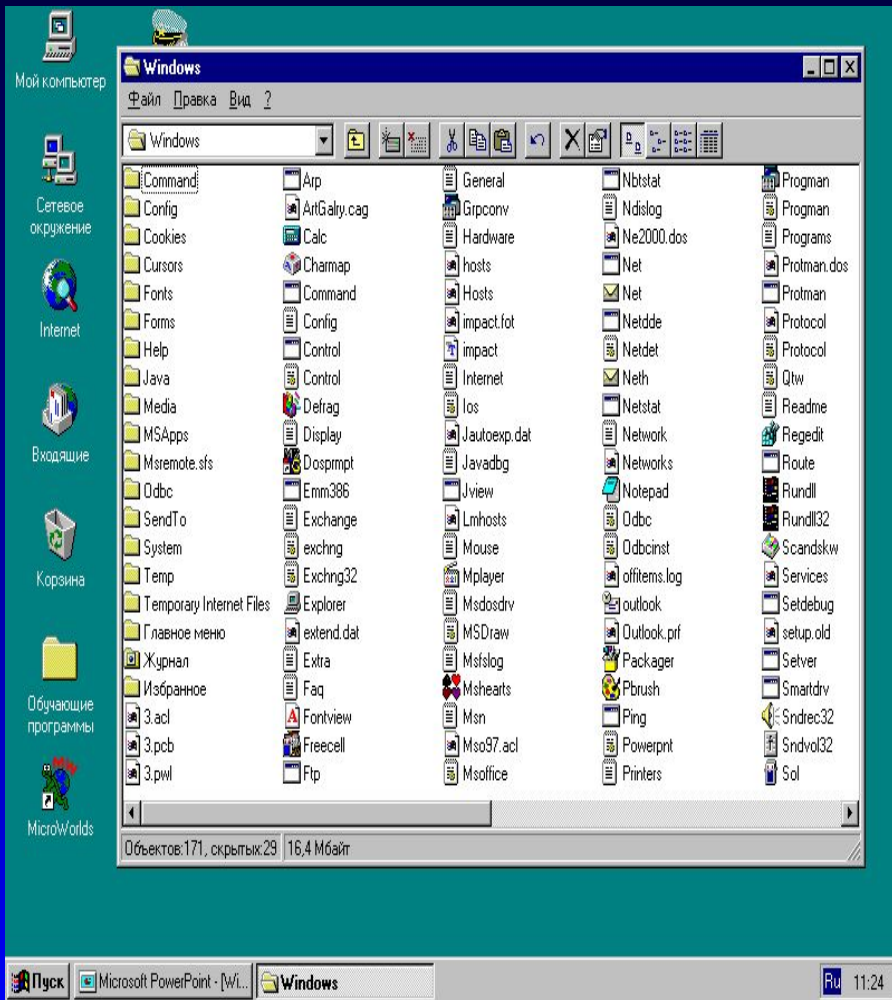 Мой компьютер
Сетевое
окружение
Internet
Входящие
Корзина
Обучающие
программы
MicroWorlds
Windows
Файл Правка Вид ?
Windows
Command
Config
Cookies
Cursors
Fonts
Forms
Help
Java
Media
MSApps
Msremote.sfs
Odbc
SendTo
System
Temp
Temporary Internet Files
Главное меню
Журнал
Избранное
3.acl
3.pcb
3.pwl
Arp
ArtGalry.cag
Calc
Charmap
Command
Config
Control
Control
Defrag
Display
Dosprmpt
Emm386
Exchange
exchng
Exchng32
Explorer
extend.dat
Extra
Faq
Fontview
Freecell
Ftp
General
Grpconv
Hardware
hosts
Hosts
impact.fot
impact
Internet
Ios
Jautoexp.dat
Javadbg
Jview
Lmhosts
Mouse
Mplayer
Msdosdrv
MSDraw
Msfslog
Mshearts
Msn
Mso97.acl
Msoffice
Nbtstat
Ndislog
Ne2000.dos
Net
Net
Netdde
Netdet
Neth
Netstat
Network
Networks
Notepad
Odbc
Odbcinst
offitems.log
outlook
Outlook.prf
Packager
Pbrush
Ping
Powerpnt
Printers
Progman
Progman
Programs
Protman.dos
Protman
Protocol
Protocol
Qtw
Readme
Regedit
Route
Rundll
Rundll32
Scandskw
Services
Setdebug
setup.old
Setver
Smartdrv
Sndrec32
Sndvol32
Sol
Объектов:171, скрытых:29 16,4 Мбайт
Пуск Microsoft PowerPoint - [Wi... Windows Ru 11:24